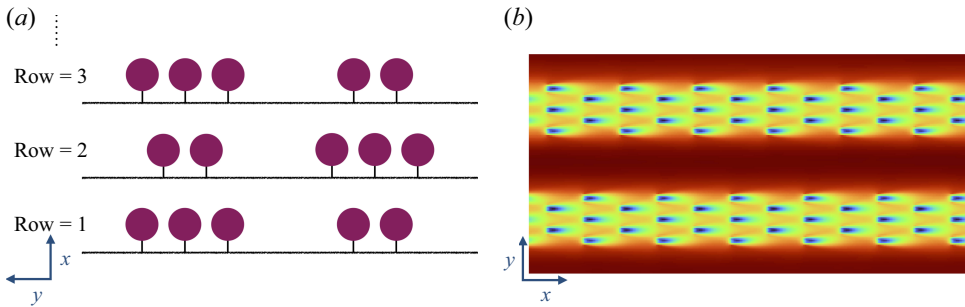 (a)
Row = 3
Row = 2
Row = 1
x
y
(b)
y
x